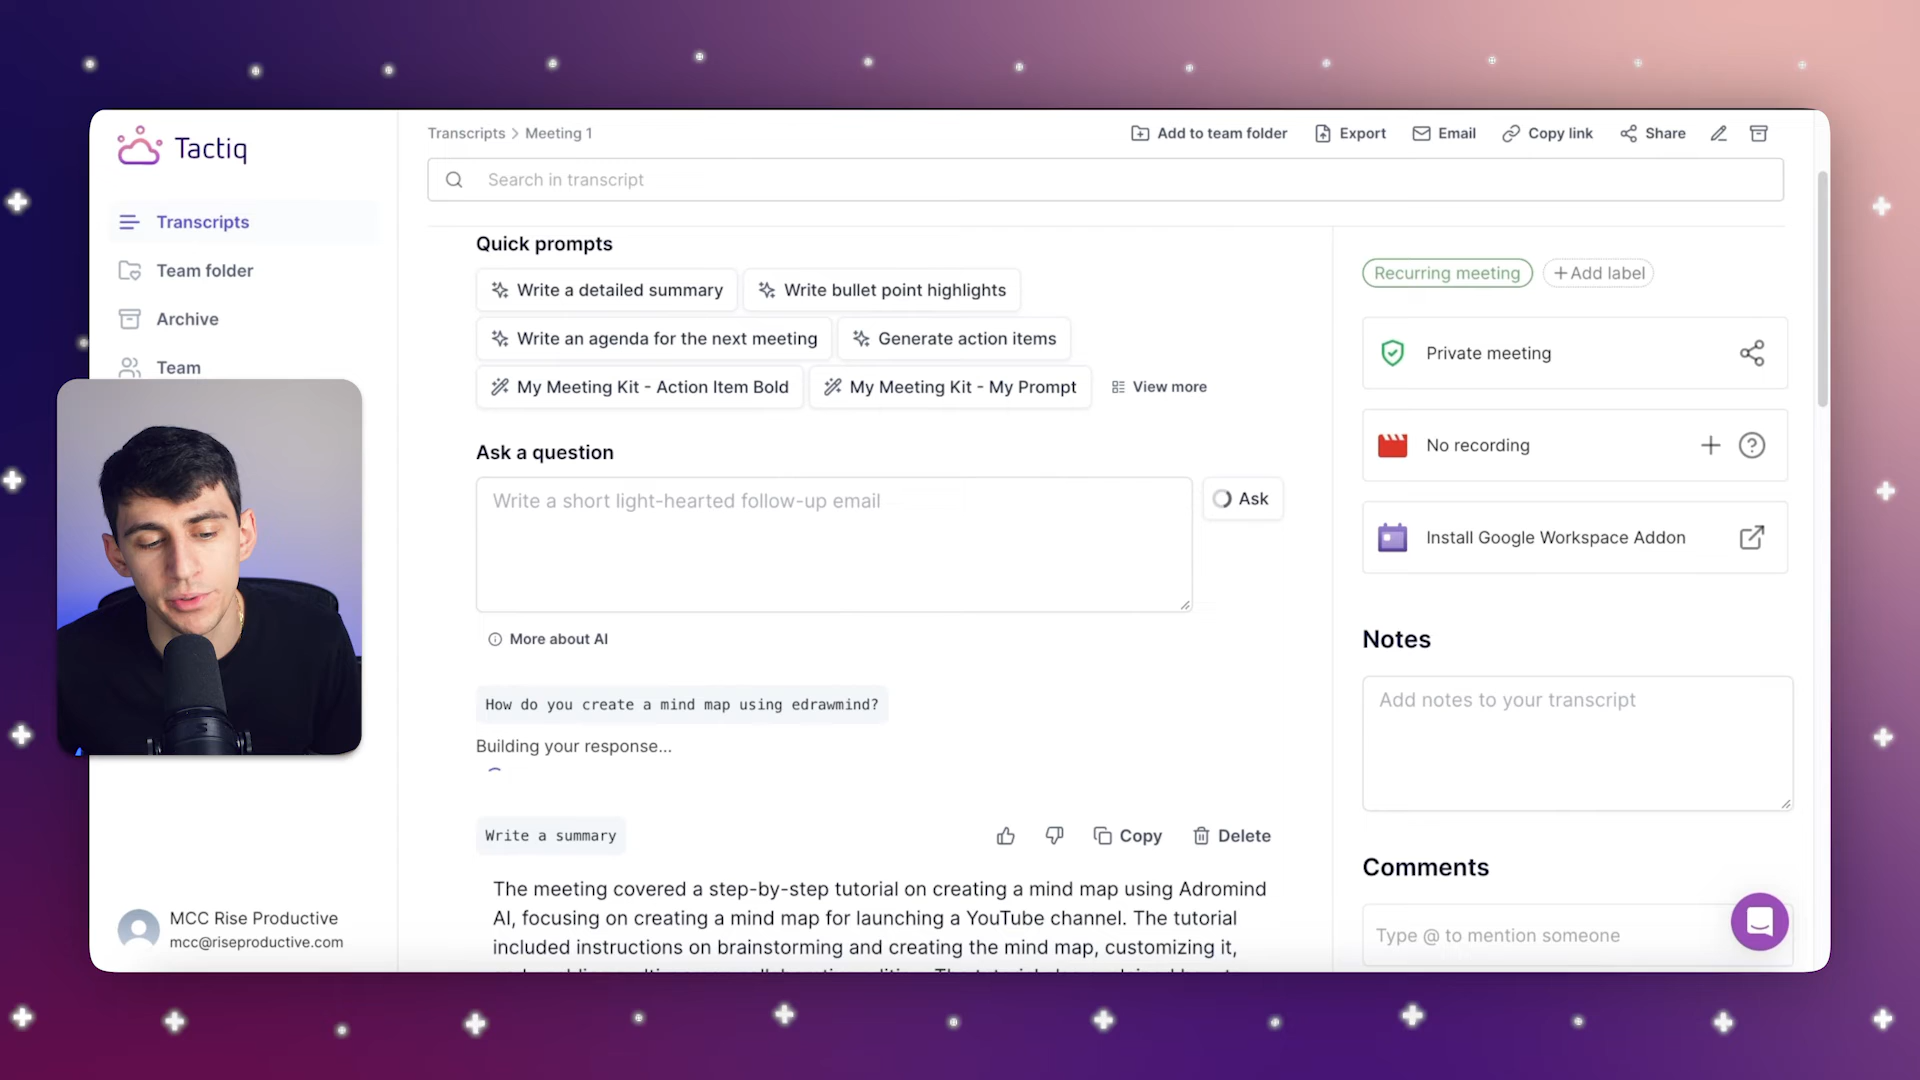 Tactiq
Transcripts
Team folder
Archive
Team
MCC Rise Productive
mcc@riseproductive.com
Transcripts > Meeting 1
Add to team folder
Export
Email
Copy link
Share
Search in transcript
Quick prompts
Write a detailed summary
Write bullet point highlights
Write an agenda for the next meeting
Generate action items
My Meeting Kit - Action Item Bold
My Meeting Kit - My Prompt
View more
Ask a question
Write a short light-hearted follow-up email
Ask
More about AI
How do you create a mind map using edrawmind?
Building your response...
Write a summary
Copy
Delete
The meeting covered a step-by-step tutorial on creating a mind map using Adromind
AI, focusing on creating a mind map for launching a YouTube channel. The tutorial
included instructions on brainstorming and creating the mind map, customizing it,
Recurring meeting
+ Add label
Private meeting
No recording
Install Google Workspace Addon
Notes
Add notes to your transcript
Comments
Type @ to mention someone